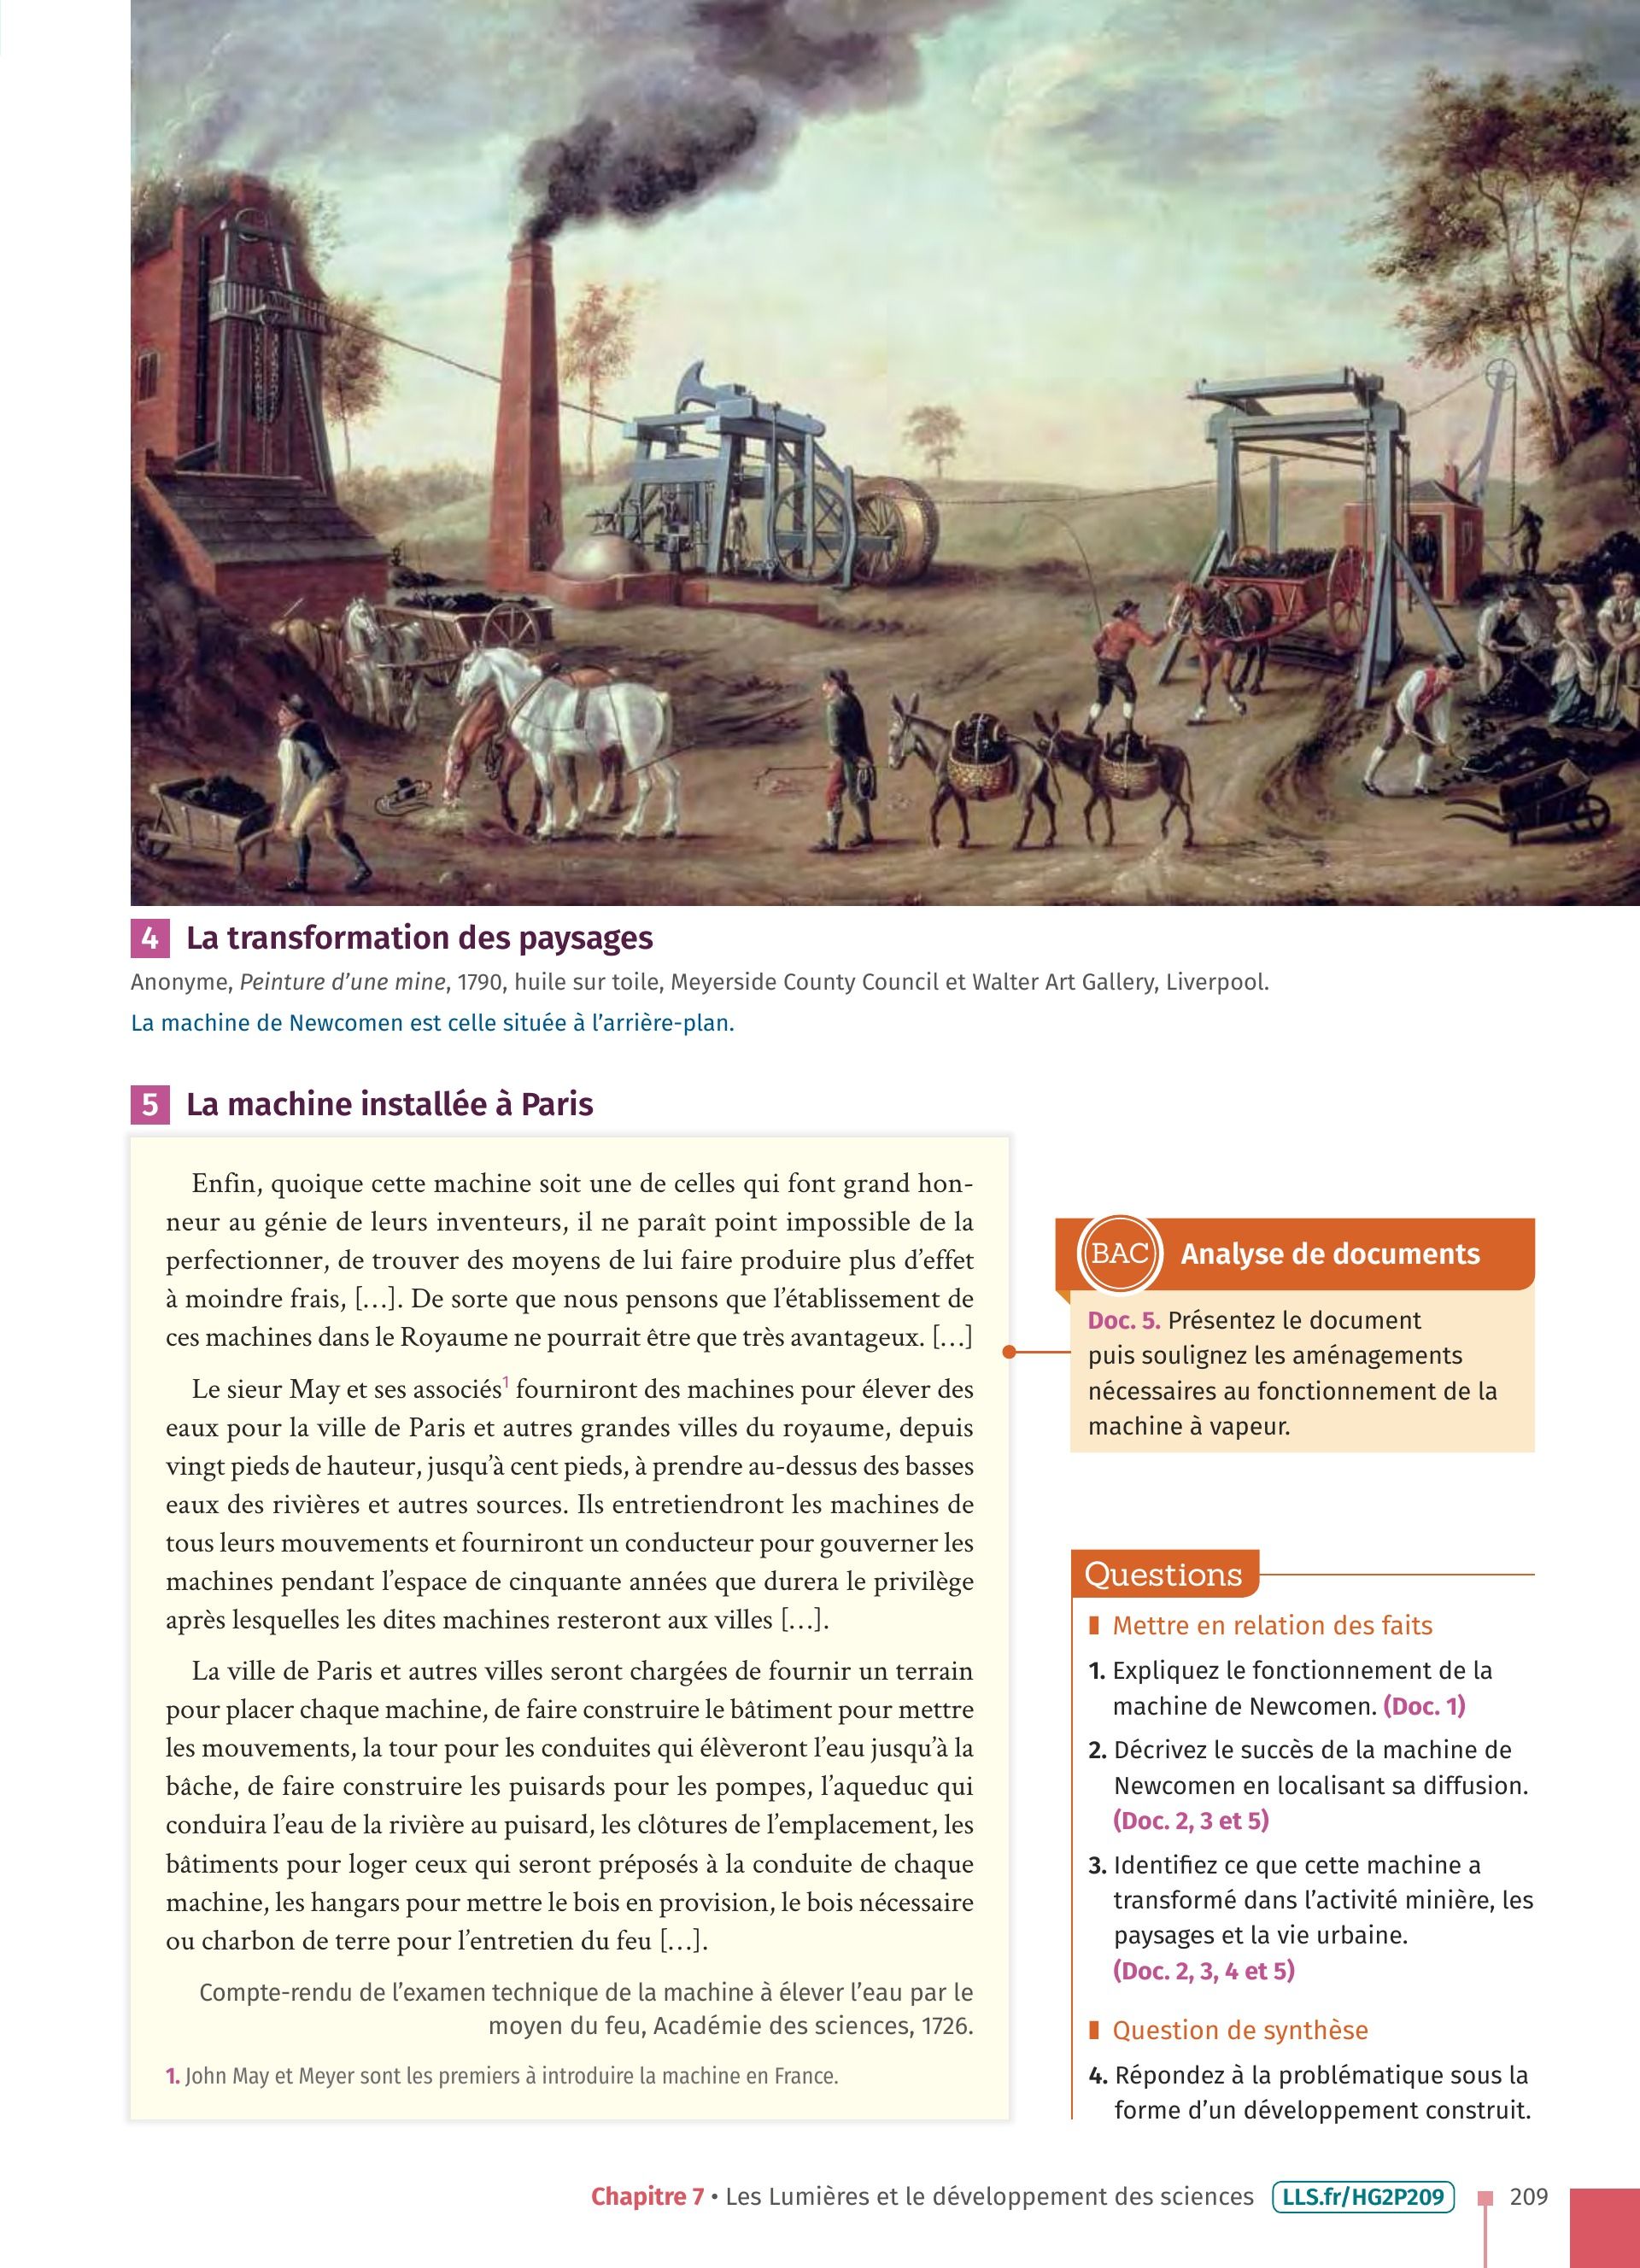 4 La transformation des paysages
Anonyme, Peinture d’une mine, 1790, huile sur toile, Meyerside County Council et Walter Art Gallery, Liverpool.
La machine de Newcomen est celle située à l’arrière-plan.
5 La machine installée à Paris
Enfin, quoique cette machine soit une de celles qui font grand hon-
neur au génie de leurs inventeurs, il ne paraît point impossible de la
perfectionner, de trouver des moyens de lui faire produire plus d’effet
à moindre frais, […]. De sorte que nous pensons que l’établissement de
ces machines dans le Royaume ne pourrait être que très avantageux. […]
Le sieur May et ses associés1 fourniront des machines pour élever des
eaux pour la ville de Paris et autres grandes villes du royaume, depuis
vingt pieds de hauteur, jusqu’à cent pieds, à prendre au-dessus des basses
eaux des rivières et autres sources. Ils entretiendront les machines de
tous leurs mouvements et fourniront un conducteur pour gouverner les
machines pendant l’espace de cinquante années que durera le privilège
après lesquelles les dites machines resteront aux villes […].
La ville de Paris et autres villes seront chargées de fournir un terrain
pour placer chaque machine, de faire construire le bâtiment pour mettre
les mouvements, la tour pour les conduites qui élèveront l’eau jusqu’à la
bâche, de faire construire les puisards pour les pompes, l’aqueduc qui
conduira l’eau de la rivière au puisard, les clôtures de l’emplacement, les
bâtiments pour loger ceux qui seront préposés à la conduite de chaque
machine, les hangars pour mettre le bois en provision, le bois nécessaire
ou charbon de terre pour l’entretien du feu […].
Compte-rendu de l’examen technique de la machine à élever l’eau par le
moyen du feu, Académie des sciences, 1726.
1. John May et Meyer sont les premiers à introduire la machine en France.
BAC Analyse de documents
Doc. 5. Présentez le document
puis soulignez les aménagements
nécessaires au fonctionnement de la
machine à vapeur.
Questions
Mettre en relation des faits
1. Expliquez le fonctionnement de la
machine de Newcomen. (Doc. 1)
2. Décrivez le succès de la machine de
Newcomen en localisant sa diffusion.
(Doc. 2, 3 et 5)
3. Identifiez ce que cette machine a
transformé dans l’activité minière, les
paysages et la vie urbaine.
(Doc. 2, 3, 4 et 5)
Question de synthèse
4. Répondez à la problématique sous la
forme d’un développement construit.
Chapitre 7 • Les Lumières et le développement des sciences LLS.fr/HG2P209 209